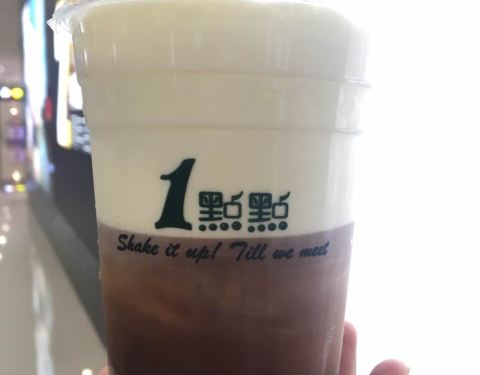 1點點
Shake it up! Till we meet